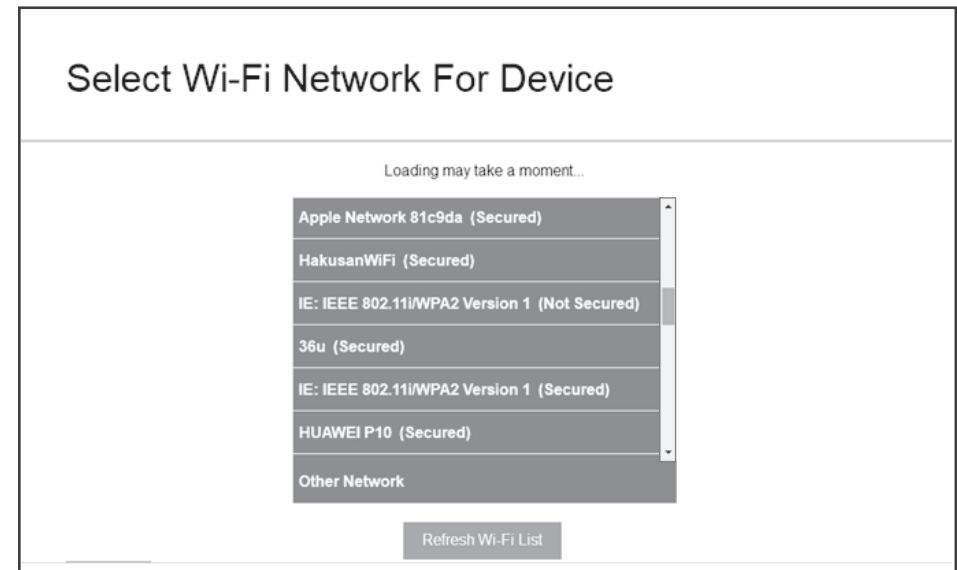 Select Wi-Fi Network For Device
Loading may take a moment...
Apple Network 81c9da (Secured)
HakusanWiFi (Secured)
IE: IEEE 802.11i/WPA2 Version 1 (Not Secured)
36u (Secured)
IE: IEEE 802.11i/WPA2 Version 1 (Secured)
HUAWEI P10 (Secured)
Other Network
Refresh Wi-Fi List